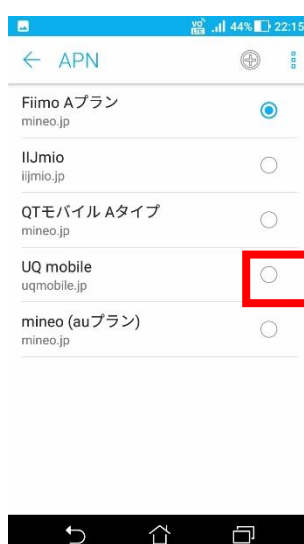 VoLTE 44% 22:15
APN
Fiimo Aプラン
mineo.jp
IIJmio
iijmio.jp
QTモバイル Aタイプ
mineo.jp
UQ mobile
uqmobile.jp
mineo (auプラン)
mineo.jp